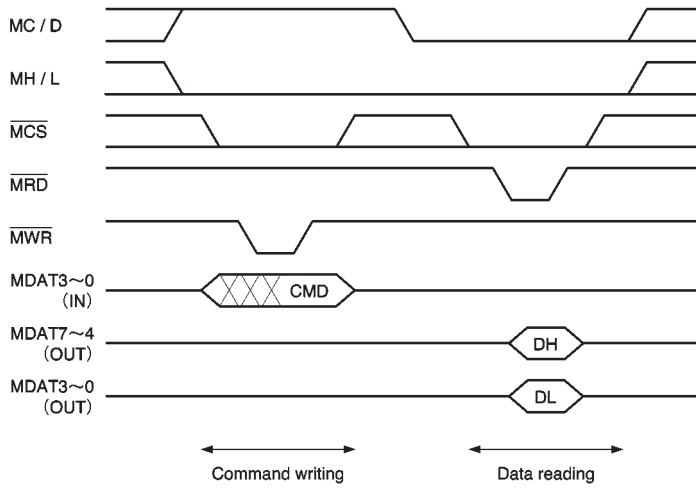 MC / D
MH / L
MCS
MRD
MWR
MDAT3～0
（IN）
CMD
MDAT7～4
（OUT）
DH
MDAT3～0
（OUT）
DL
Command writing
Data reading